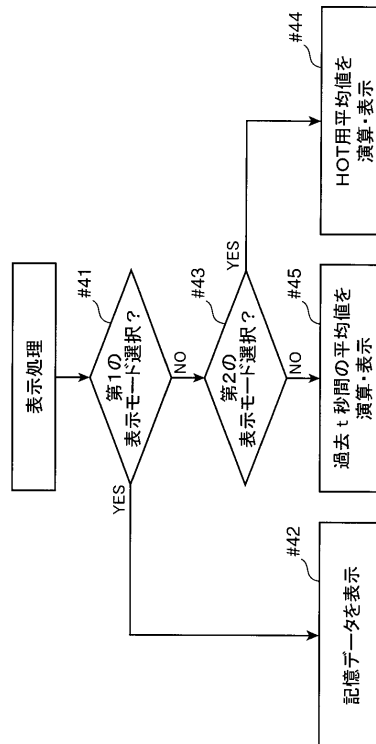 表示処理
#41
第1の
表示モード選択？
YES
NO
#43
第2の
表示モード選択？
YES
NO
#42
記憶データを表示
#45
過去ｔ秒間の平均値を
演算・表示
#44
HOT用平均値を
演算・表示